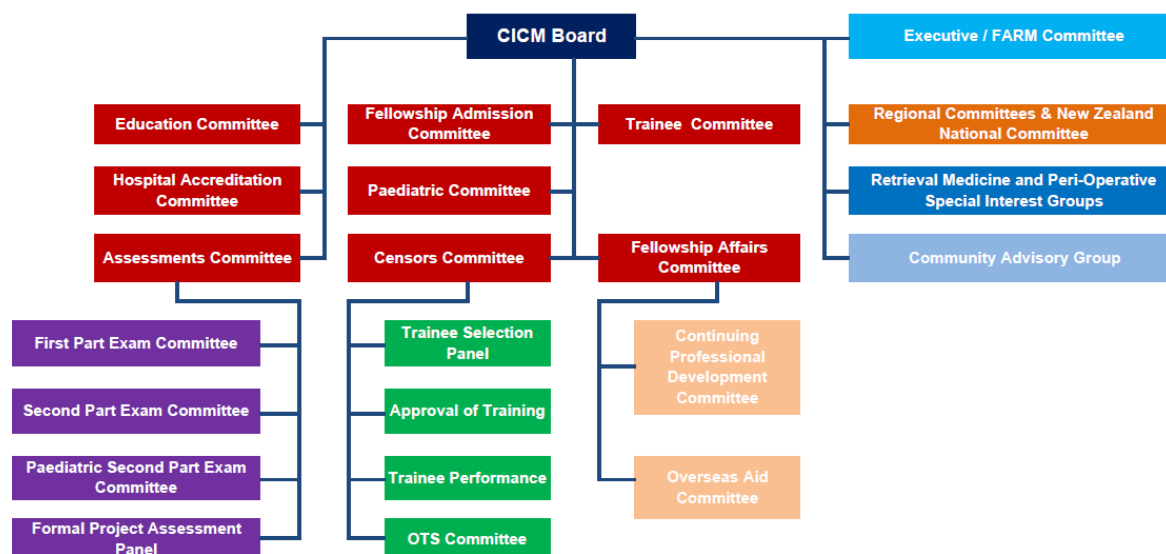 CICM Board
Executive / FARM Committee
Education Committee
Fellowship Admission
Committee
Trainee Committee
Regional Committees & New Zealand
National Committee
Hospital Accreditation
Committee
Paediatric Committee
Retrieval Medicine and Peri-Operative
Special Interest Groups
Assessments Committee
Censors Committee
Fellowship Affairs
Committee
Community Advisory Group
First Part Exam Committee
Second Part Exam Committee
Paediatric Second Part Exam
Committee
Formal Project Assessment
Panel
Trainee Selection
Panel
Approval of Training
Trainee Performance
OTS Committee
Continuing
Professional
Development
Committee
Overseas Aid
Committee